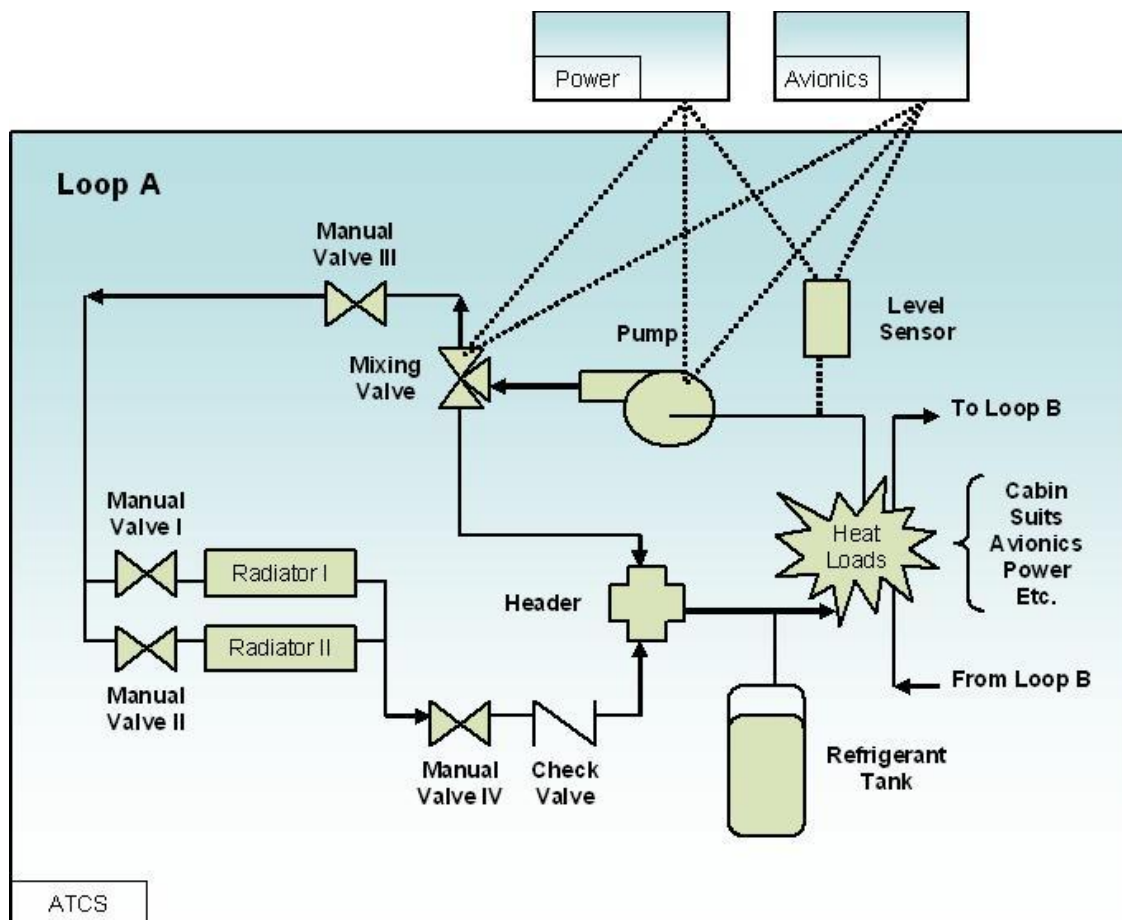 Power
Avionics
Loop A
Manual
Valve III
Level
Sensor
Pump
Mixing
Valve
To Loop B
Manual
Valve I
Cabin
Suits
Avionics
Power
Etc.
Heat
Loads
Radiator I
Header
Radiator II
From Loop B
Manual
Valve II
Manual
Valve IV
Check
Valve
Refrigerant
Tank
ATCS